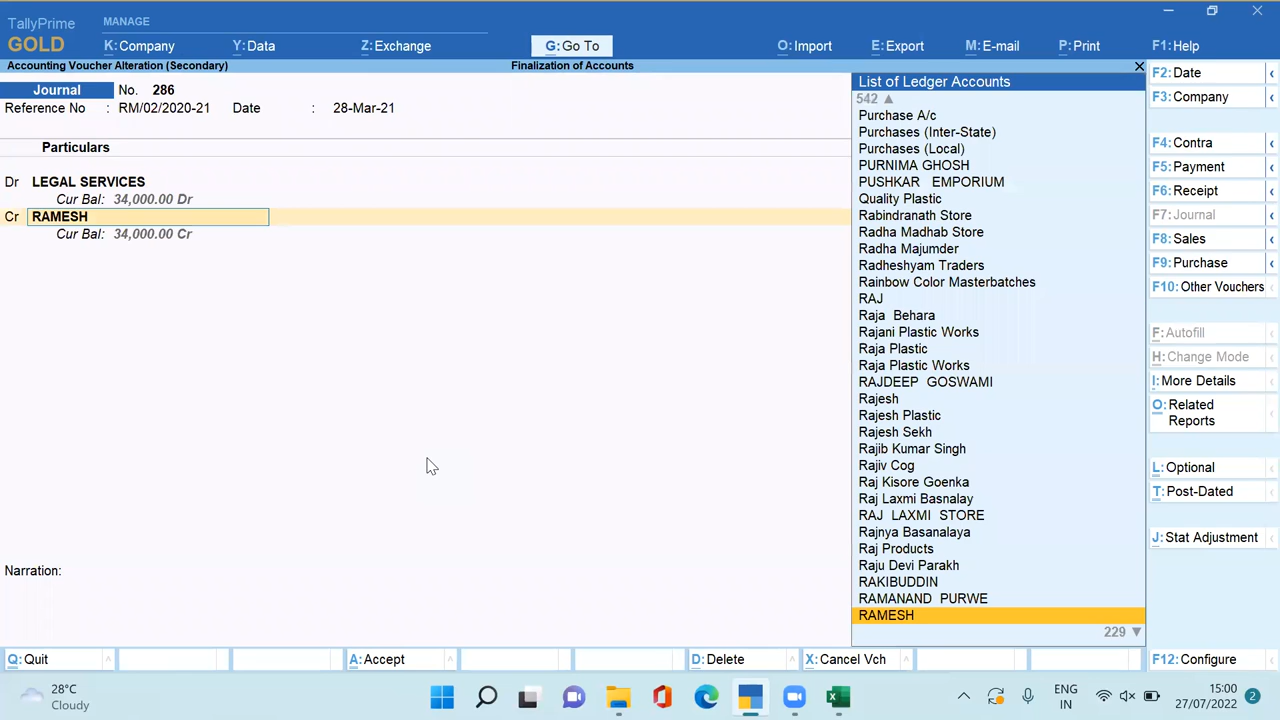 TallyPrime
GOLD
MANAGE
K:Company
Y:Data
Z:Exchange
G:Go To
O:Import
E:Export
M:E-mail
P:Print
F1:Help
Accounting Voucher Alteration (Secondary)
Finalization of Accounts
Journal No. 286
Reference No : RM/02/2020-21 Date : 28-Mar-21
Particulars
Dr LEGAL SERVICES
Cur Bal: 34,000.00 Dr
Cr RAMESH
Cur Bal: 34,000.00 Cr
Narration:
List of Ledger Accounts
542 ▲
Purchase A/c
Purchases (Inter-State)
Purchases (Local)
PURNIMA GHOSH
PUSHKAR EMPORIUM
Quality Plastic
Rabindranath Store
Radha Madhab Store
Radha Majumder
Radheshyam Traders
Rainbow Color Masterbatches
RAJ
Raja Behara
Rajani Plastic Works
Raja Plastic
Raja Plastic Works
RAJDEEP GOSWAMI
Rajesh
Rajesh Plastic
Rajesh Sekh
Rajib Kumar Singh
Rajiv Cog
Raj Kisore Goenka
Raj Laxmi Basnalay
RAJ LAXMI STORE
Rajnya Basanalaya
Raj Products
Raju Devi Parakh
RAKIBUDDIN
RAMANAND PURWE
RAMESH
229 ▼
F2:Date
F3:Company
F4:Contra
F5:Payment
F6:Receipt
F7:Journal
F8:Sales
F9:Purchase
F10:Other Vouchers
F:Autofill
H:Change Mode
I:More Details
O:Related
Reports
L:Optional
T:Post-Dated
J:Stat Adjustment
Q:Quit
A:Accept
D:Delete
X:Cancel Vch
F12:Configure
28°C
Cloudy
ENG
IN
15:00
27/07/2022
2